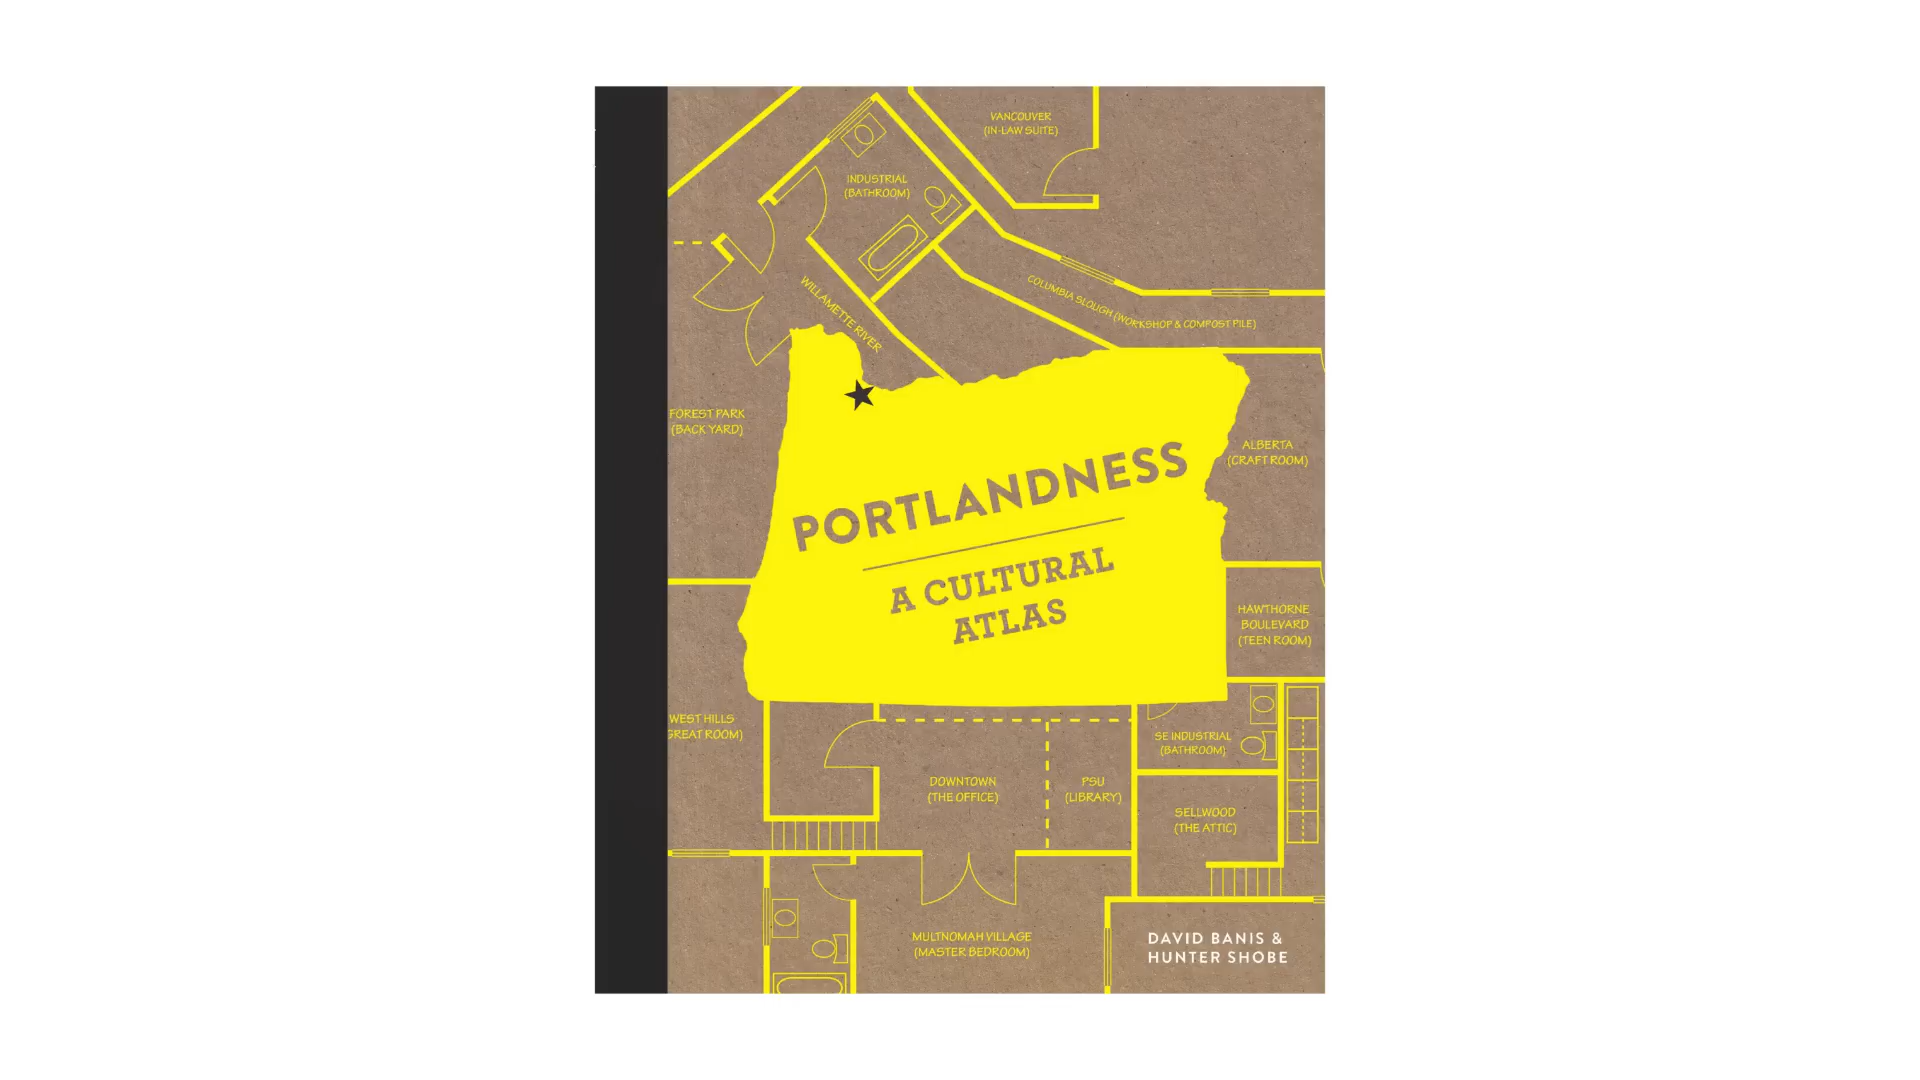 VANCOUVER
(IN-LAW SUITE)
INDUSTRIAL
(BATHROOM)
WILLAMETTE RIVER
COLUMBIA SLOUGH (WORKSHOP & COMPOST PILE)
FOREST PARK
(BACK YARD)
ALBERTA
(CRAFT ROOM)
PORTLANDNESS
A CULTURAL
ATLAS
HAWTHORNE
BOULEVARD
(TEEN ROOM)
WEST HILLS
GREAT ROOM)
SE INDUSTRIAL
(BATHROOM)
DOWNTOWN
(THE OFFICE)
PSU
(LIBRARY)
SELLWOOD
(THE ATTIC)
MULTNOMAH VILLAGE
(MASTER BEDROOM)
DAVID BANIS &
HUNTER SHOBE